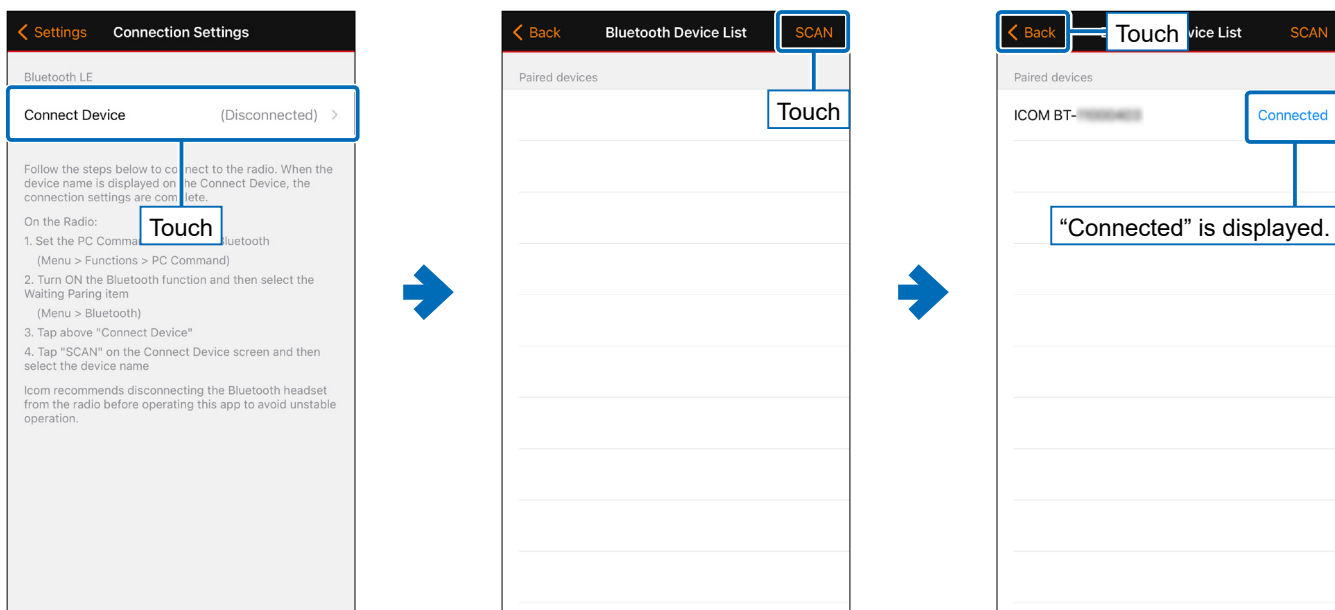 Settings Connection Settings
Bluetooth LE
Connect Device (Disconnected)
Follow the steps below to connect to the radio. When the
device name is displayed on the Connect Device, the
connection settings are complete.
On the Radio:
Touch
1. Set the PC Comma luetooth
(Menu > Functions > PC Command)
2. Turn ON the Bluetooth function and then select the
Waiting Paring item
(Menu > Bluetooth)
3. Tap above "Connect Device"
4. Tap "SCAN" on the Connect Device screen and then
select the device name
Icom recommends disconnecting the Bluetooth headset
from the radio before operating this app to avoid unstable
operation.
Back Bluetooth Device List SCAN
Paired devices
Touch
Back Touch vice List SCAN
Paired devices
ICOM BT- Connected
“Connected” is displayed.